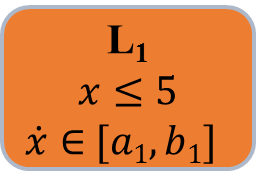 L₁
x ≤ 5
ẋ ∈ [a₁, b₁]